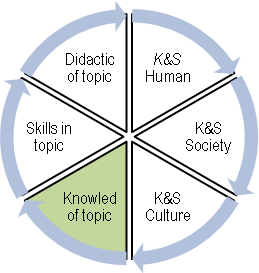 Didactic
of topic
K&S
Human
Skills in
topic
K&S
Society
Knowled
of topic
K&S
Culture